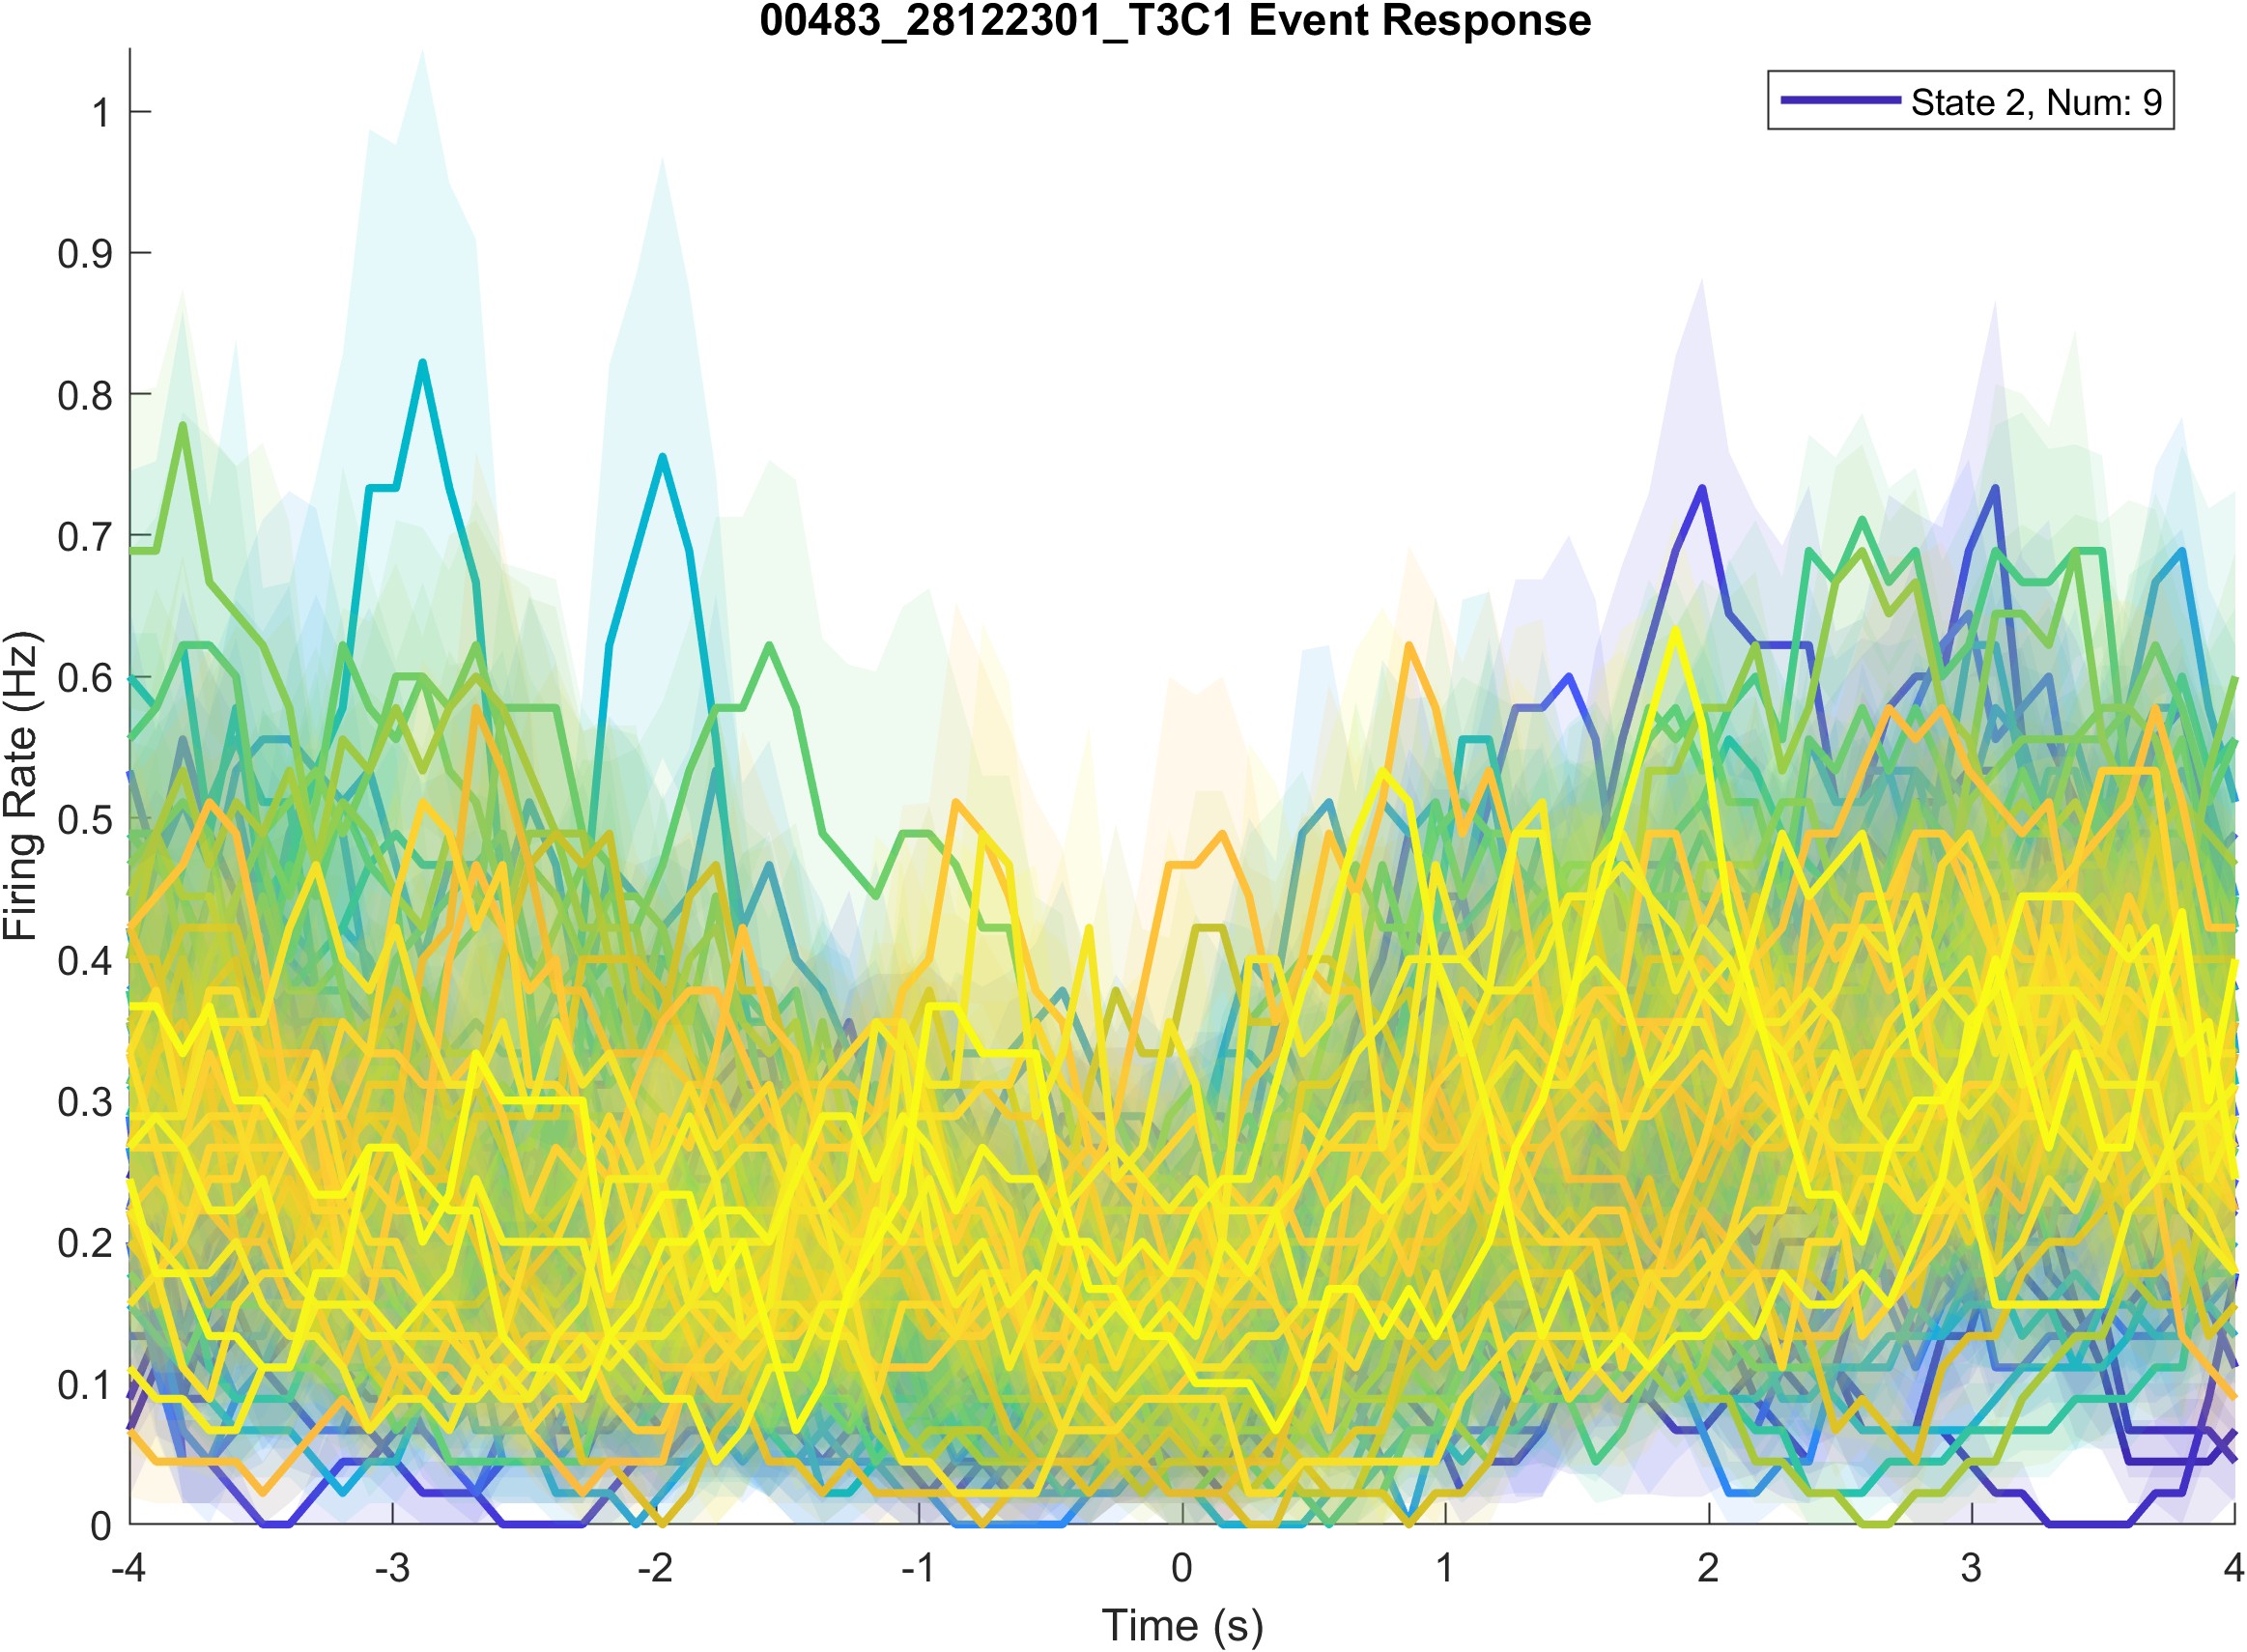 00483_28122301_T3C1 Event Response
State 2, Num: 9
1
0.9
0.8
0.7
0.6
0.5
0.4
0.3
0.2
0.1
0
Firing Rate (Hz)
-4 -3 -2 -1 0 1 2 3 4
Time (s)